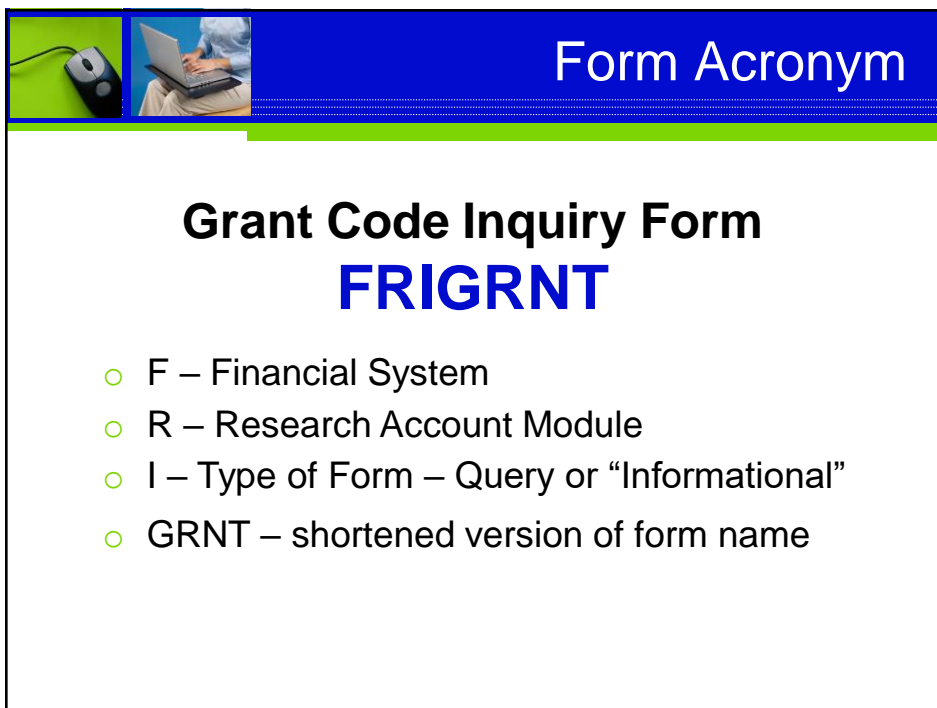 Form Acronym
Grant Code Inquiry Form
FRIGRNT
○ F – Financial System
○ R – Research Account Module
○ I – Type of Form – Query or “Informational”
○ GRNT – shortened version of form name